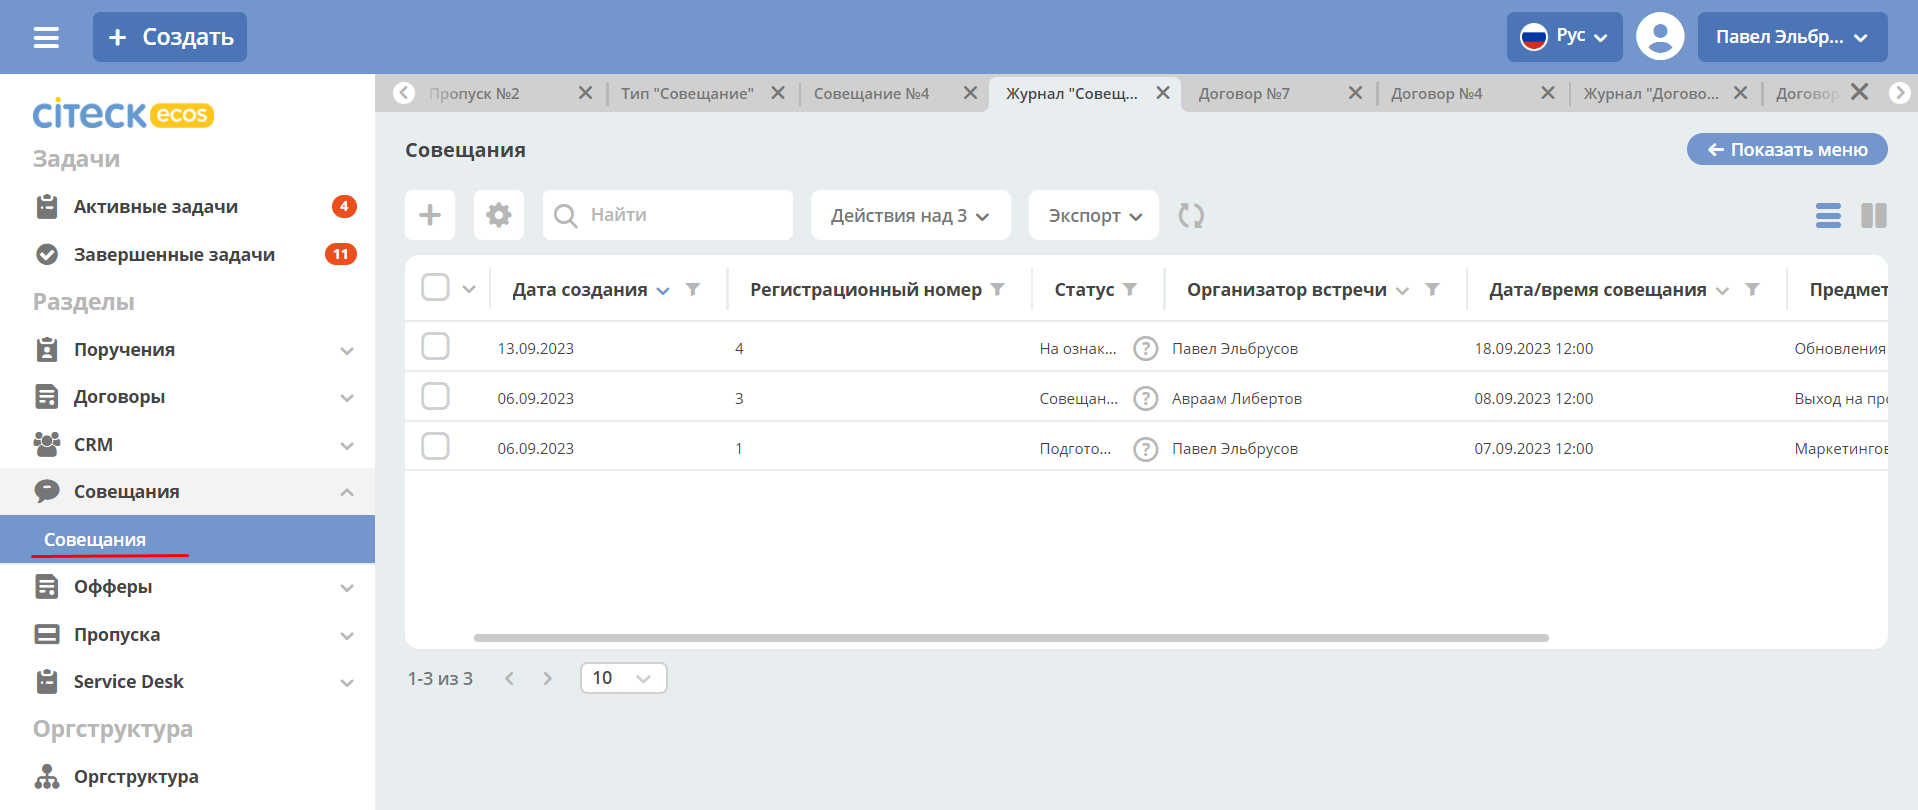 + Создать
Рус
Павел Эльбр...
citeck ecos
Задачи
Активные задачи 4
Завершенные задачи 11
Разделы
Поручения
Договоры
CRM
Совещания
Совещания
Офферы
Пропуска
Service Desk
Оргструктура
Оргструктура
Пропуск №2
Тип "Совещание"
Совещание №4
Журнал "Совещ...
Договор №7
Договор №4
Журнал "Догово...
Договор
Совещания
Показать меню
Найти
Действия над 3
Экспорт
Дата создания Регистрационный номер Статус Организатор встречи Дата/время совещания Предмет
13.09.2023 4 На ознак... ? Павел Эльбрусов 18.09.2023 12:00 Обновления
06.09.2023 3 Совещан... ? Авраам Либертов 08.09.2023 12:00 Выход на про
06.09.2023 1 Подгото... ? Павел Эльбрусов 07.09.2023 12:00 Маркетингов
1-3 из 3
10